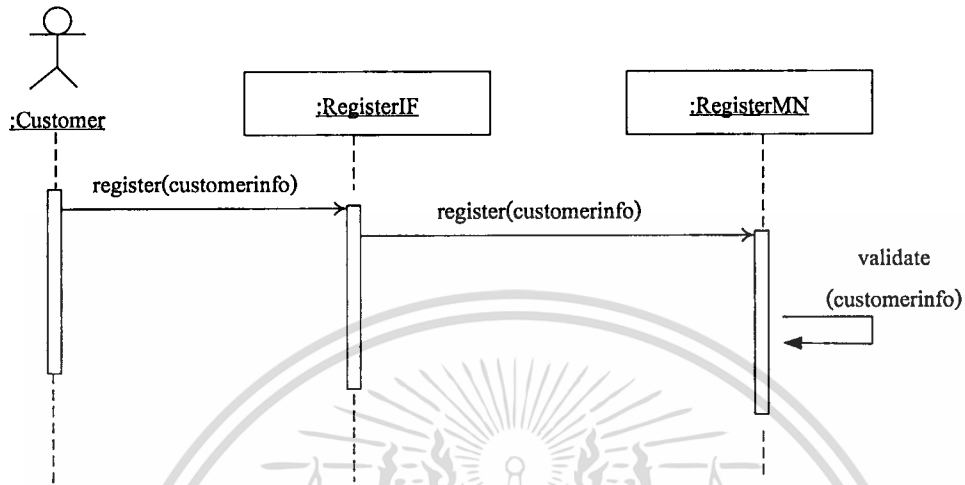 :Customer
:RegisterIF
:RegisterMN
register(customerinfo)
register(customerinfo)
validate
(customerinfo)